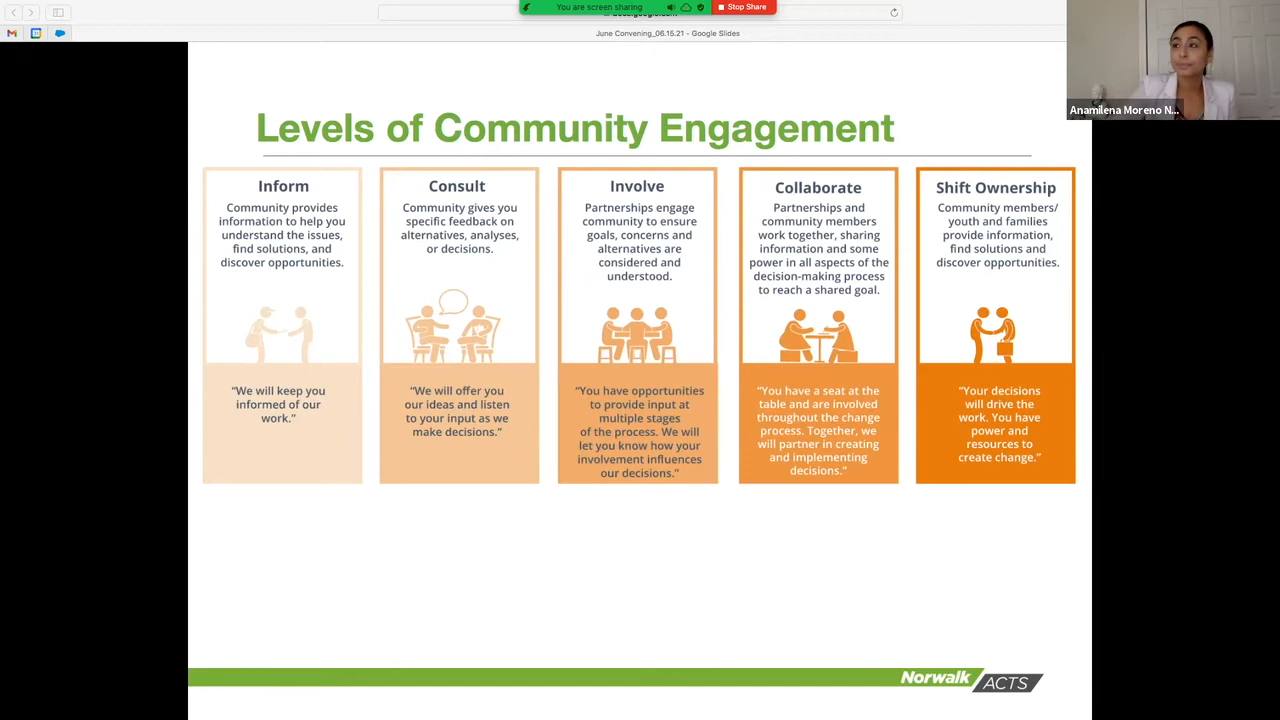 You are screen sharing
Stop Share
June Convening_06.15.21 - Google Slides
Anamilena Moreno N...
Levels of Community Engagement
Inform
Community provides
information to help you
understand the issues,
find solutions, and
discover opportunities.
“We will keep you
informed of our
work.”
Consult
Community gives you
specific feedback on
alternatives, analyses,
or decisions.
“We will offer you
our ideas and listen
to your input as we
make decisions.”
Involve
Partnerships engage
community to ensure
goals, concerns and
alternatives are
considered and
understood.
“You have opportunities
to provide input at
multiple stages
of the process. We will
let you know how your
involvement influences
our decisions.”
Collaborate
Partnerships and
community members
work together, sharing
information and some
power in all aspects of the
decision-making process
to reach a shared goal.
“You have a seat at the
table and are involved
throughout the change
process. Together, we
will partner in creating
and implementing
decisions.”
Shift Ownership
Community members/
youth and families
provide information,
find solutions and
discover opportunities.
“Your decisions
will drive the
work. You have
power and
resources to
create change.”
Norwalk
ACTS